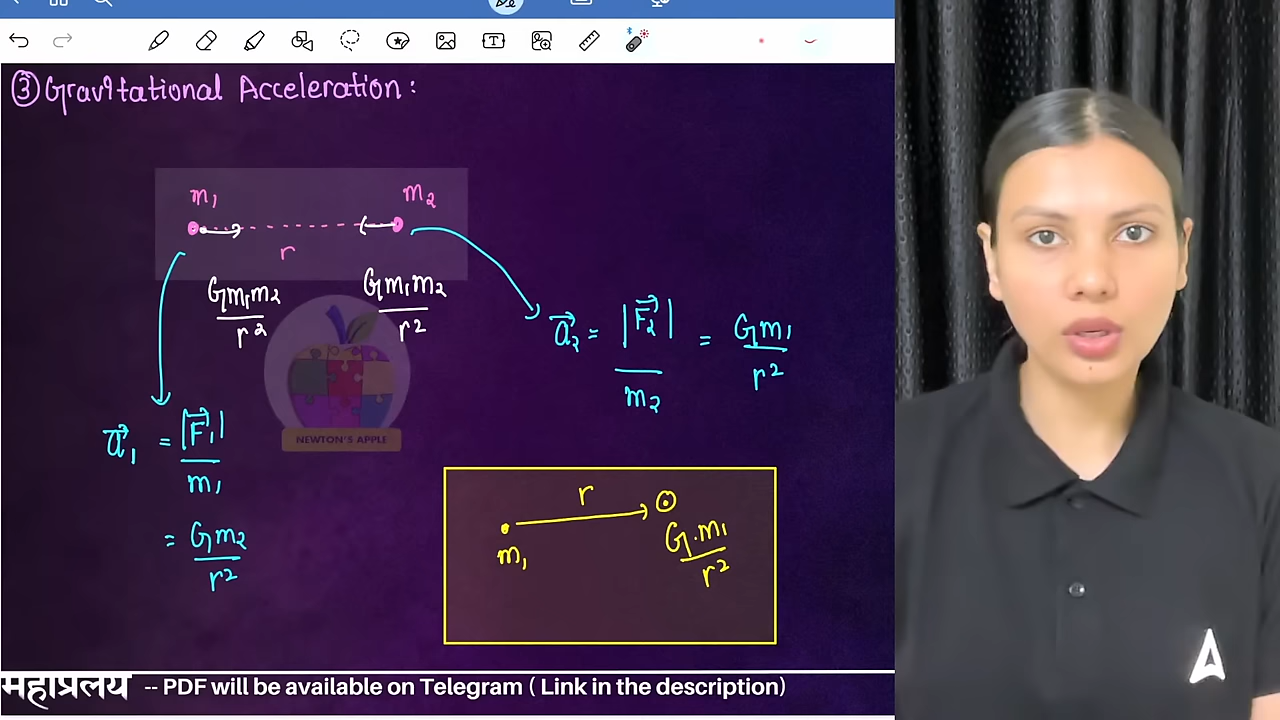 ③ Gravitational Acceleration :
m₁ m₂
r
Gm₁m₂/r² Gm₁m₂/r²
a⃗₂ = |F⃗₂|/m₂ = Gm₁/r²
a⃗₁ = |F⃗₁|/m₁
= Gm₂/r²
NEWTON'S APPLE
r
m₁
G.m₁/r²
महाप्रलय -- PDF will be available on Telegram ( Link in the description)